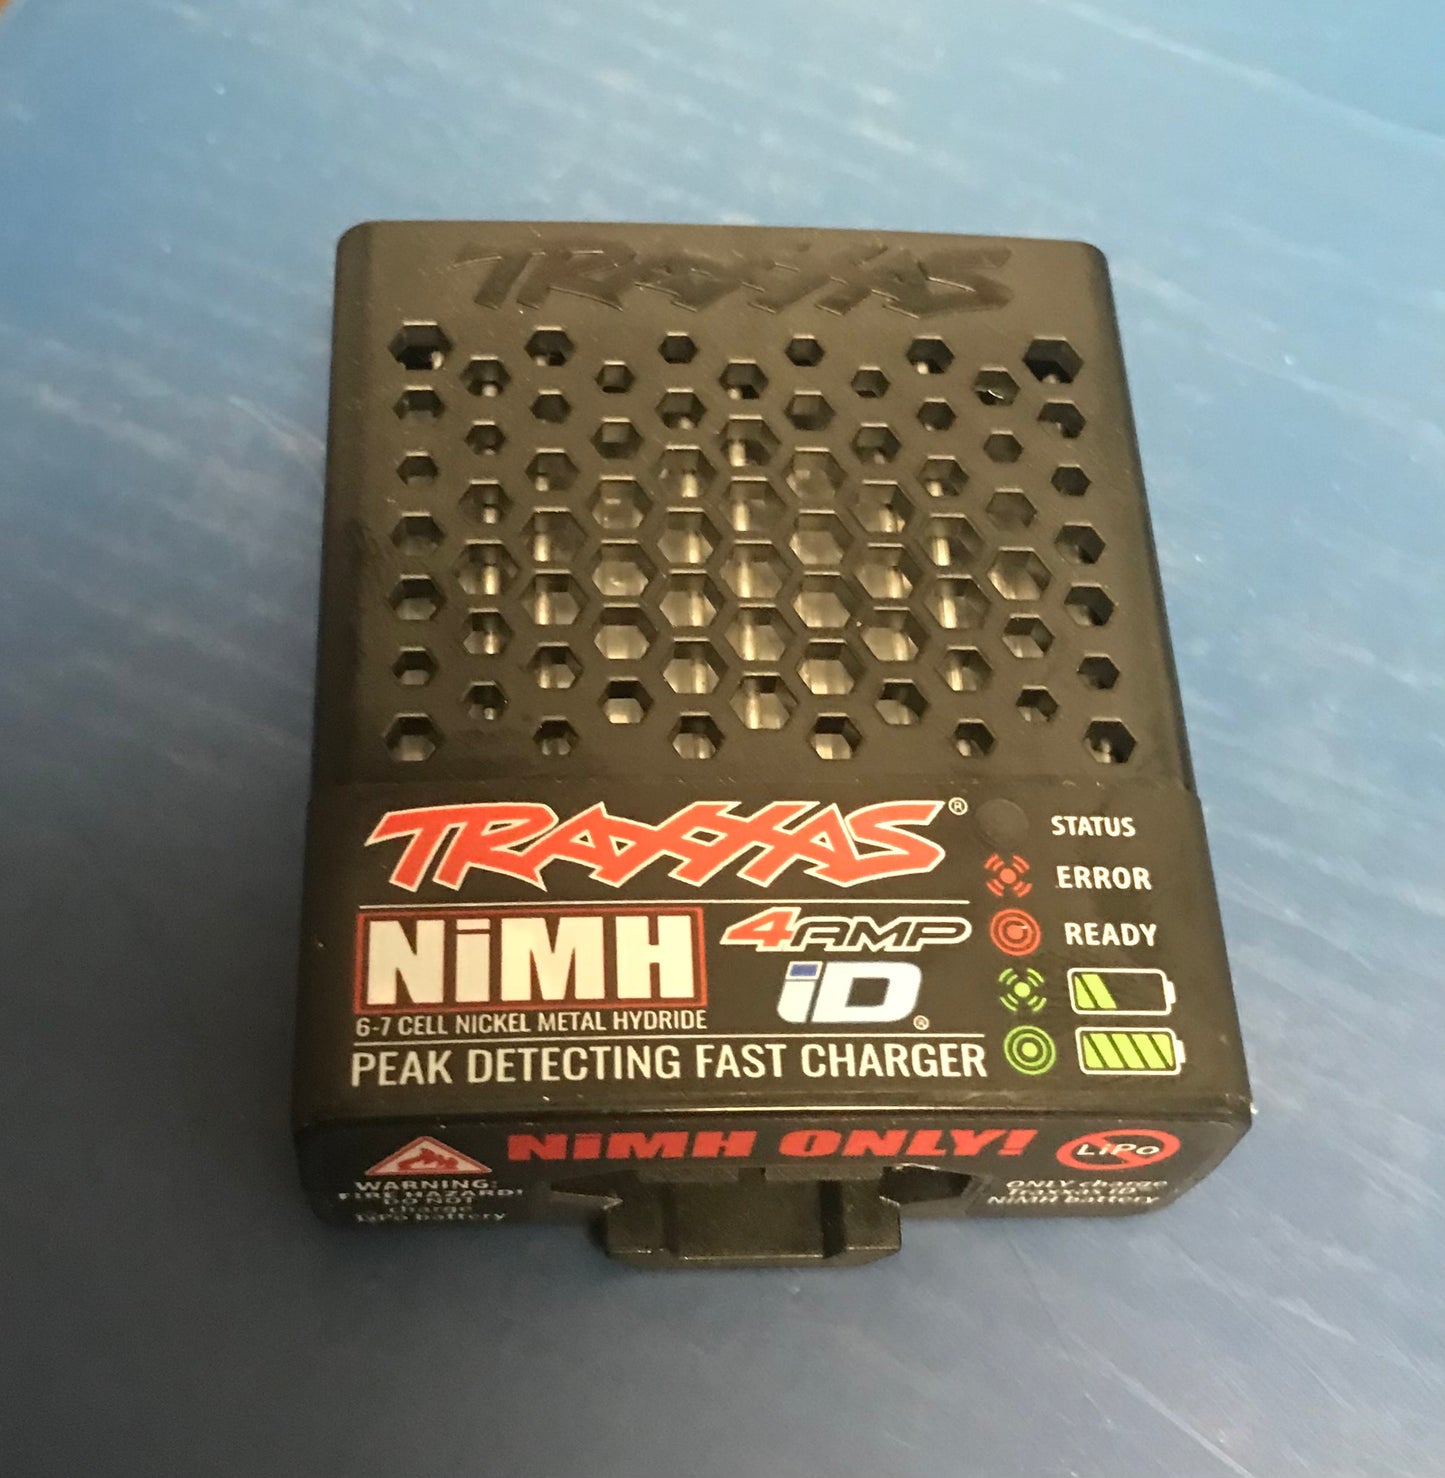 TRAXXAS
TRAXXAS®
STATUS
ERROR
READY
NiMH
4AMP
iD®
6-7 CELL NICKEL METAL HYDRIDE
PEAK DETECTING FAST CHARGER
NiMH ONLY!
LiPo
WARNING:
FIRE HAZARD!
DO NOT
charge
LiPo battery
ONLY charge
Traxxas iD
NiMH battery